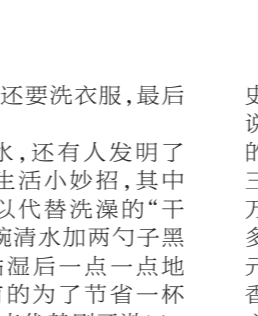 还要洗衣服,最后
水,还有人发明了
生活小妙招,其中
以代替洗澡的“干
碗清水加两勺子黑
湿后一点一点地
有的为了节省一杯
史
说
的
三
万
多
元
香